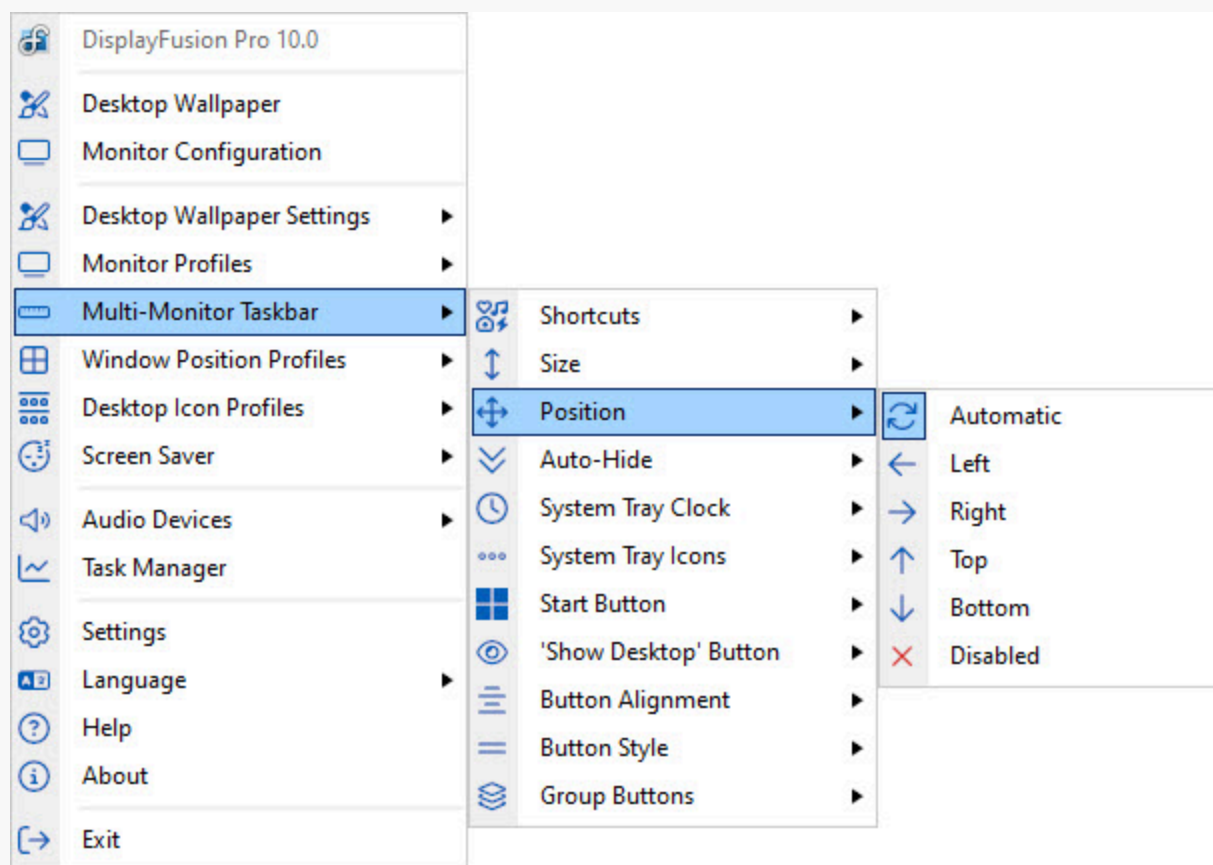 DisplayFusion Pro 10.0
Desktop Wallpaper
Monitor Configuration
Desktop Wallpaper Settings
Monitor Profiles
Multi-Monitor Taskbar
Window Position Profiles
Desktop Icon Profiles
Screen Saver
Audio Devices
Task Manager
Settings
Language
Help
About
Exit
Shortcuts
Size
Position
Auto-Hide
System Tray Clock
System Tray Icons
Start Button
'Show Desktop' Button
Button Alignment
Button Style
Group Buttons
Automatic
Left
Right
Top
Bottom
Disabled